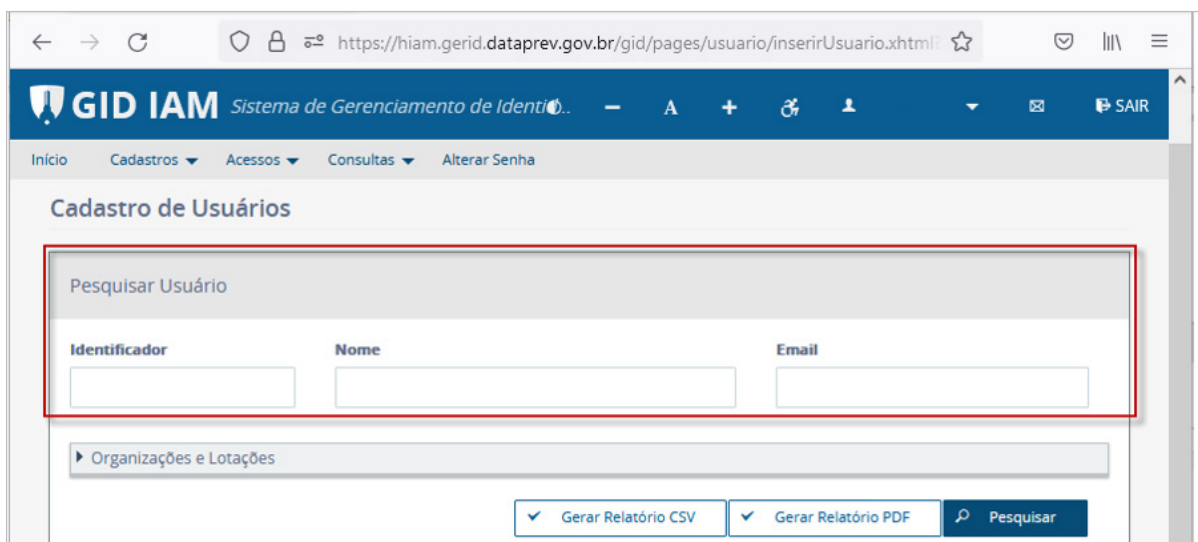 https://hiam.gerid.dataprev.gov.br/gid/pages/usuario/inserirUsuario.xhtml?
GID IAM Sistema de Gerenciamento de Identi.. − A + SAIR
Início Cadastros Acessos Consultas Alterar Senha
Cadastro de Usuários
Pesquisar Usuário
Identificador Nome Email
Organizações e Lotações
Gerar Relatório CSV Gerar Relatório PDF Pesquisar